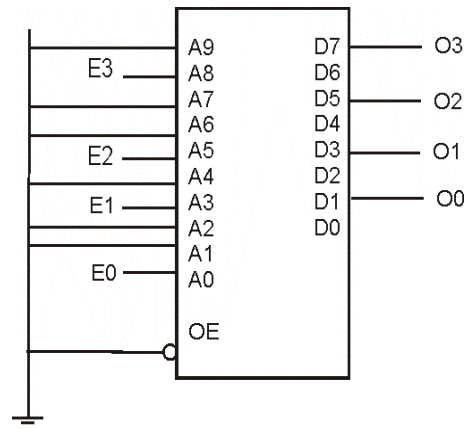 A9 D7 O3
E3 A8 D6
A7 D5 O2
A6 D4
E2 A5 D3 O1
A4 D2
E1 A3 D1 O0
A2 D0
A1
E0 A0
OE